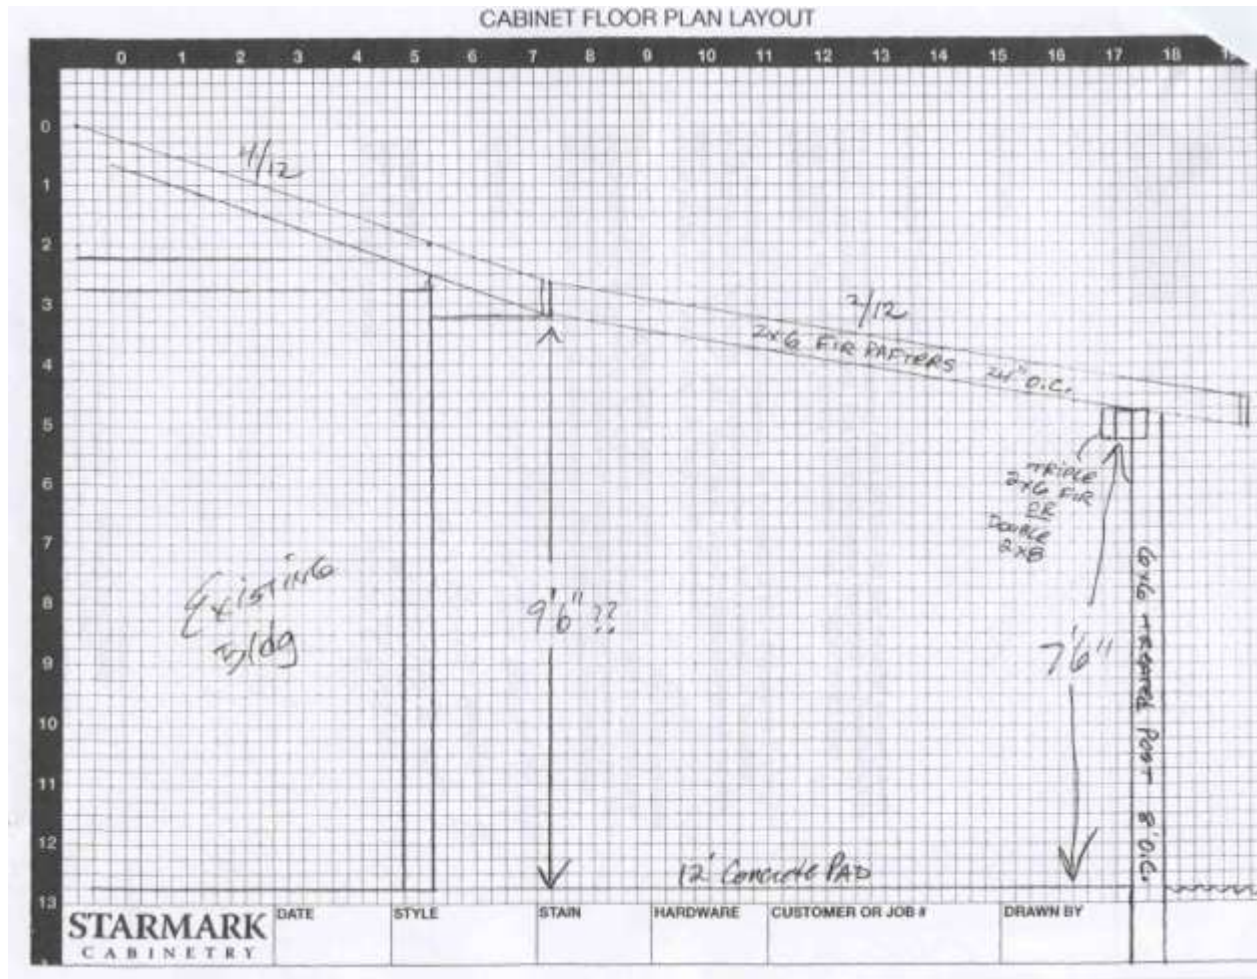 CABINET FLOOR PLAN LAYOUT
0 1 2 3 4 5 6 7 8 9 10 11 12 13 14 15 16 17 18
0
1
2
3
4
5
6
7
8
9
10
11
12
13
4/12
2/12
2x6 FIR RAFTERS - 24" O.C.
TRIPLE
2x6 FIR
OR
DOUBLE
2x8
Existing
Bldg
9'6" ??
7'6"
6x6 TREATED POST 8' O.C.
12' Concrete PAD
STARMARK
CABINETRY
DATE
STYLE
STAIN
HARDWARE
CUSTOMER OR JOB #
DRAWN BY